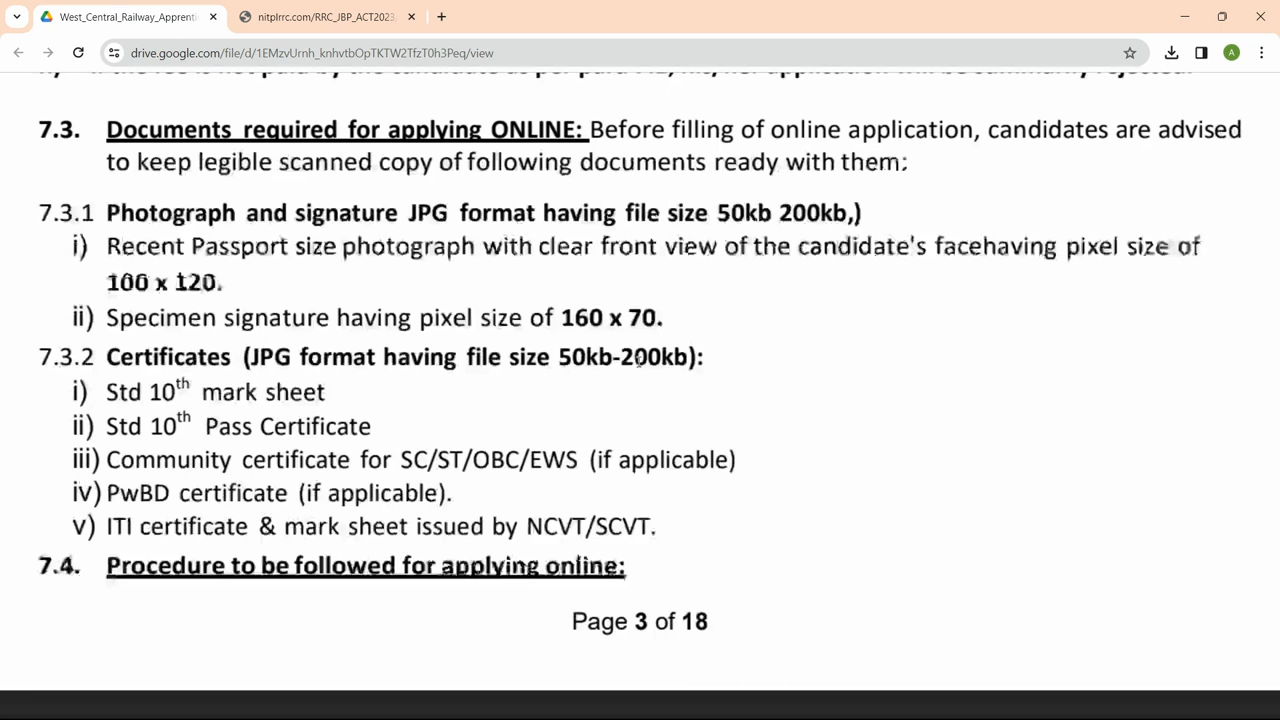 West_Central_Railway_Apprenti
nitplrrc.com/RRC_JBP_ACT2023
drive.google.com/file/d/1EMzvUrnh_knhvtbOpTKTW2TfzT0h3Peq/view
A
7.3. Documents required for applying ONLINE: Before filling of online application, candidates are advised
to keep legible scanned copy of following documents ready with them:
7.3.1 Photograph and signature JPG format having file size 50kb 200kb,)
i) Recent Passport size photograph with clear front view of the candidate's facehaving pixel size of
100 x 120.
ii) Specimen signature having pixel size of 160 x 70.
7.3.2 Certificates (JPG format having file size 50kb-200kb):
i) Std 10th mark sheet
ii) Std 10th Pass Certificate
iii) Community certificate for SC/ST/OBC/EWS (if applicable)
iv) PwBD certificate (if applicable).
v) ITI certificate & mark sheet issued by NCVT/SCVT.
7.4. Procedure to be followed for applying online:
Page 3 of 18